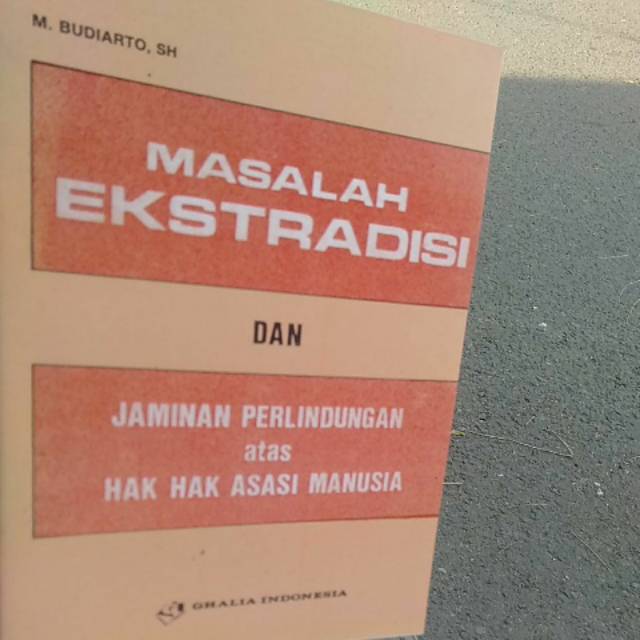 M. BUDIARTO, SH
MASALAH
EKSTRADISI
DAN
JAMINAN PERLINDUNGAN
atas
HAK HAK ASASI MANUSIA
GHALIA INDONESIA